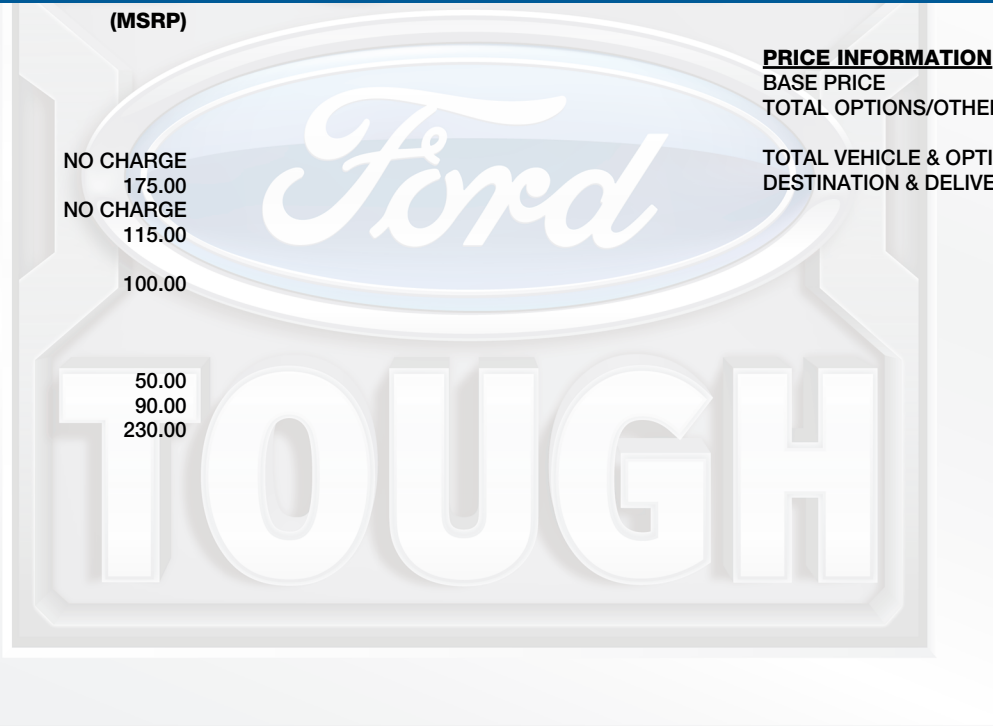 (MSRP)
NO CHARGE
175.00
NO CHARGE
115.00
100.00
50.00
90.00
230.00
PRICE INFORMATION
BASE PRICE
TOTAL OPTIONS/OTHER
TOTAL VEHICLE & OPTI
DESTINATION & DELIVE
Ford
TOUGH